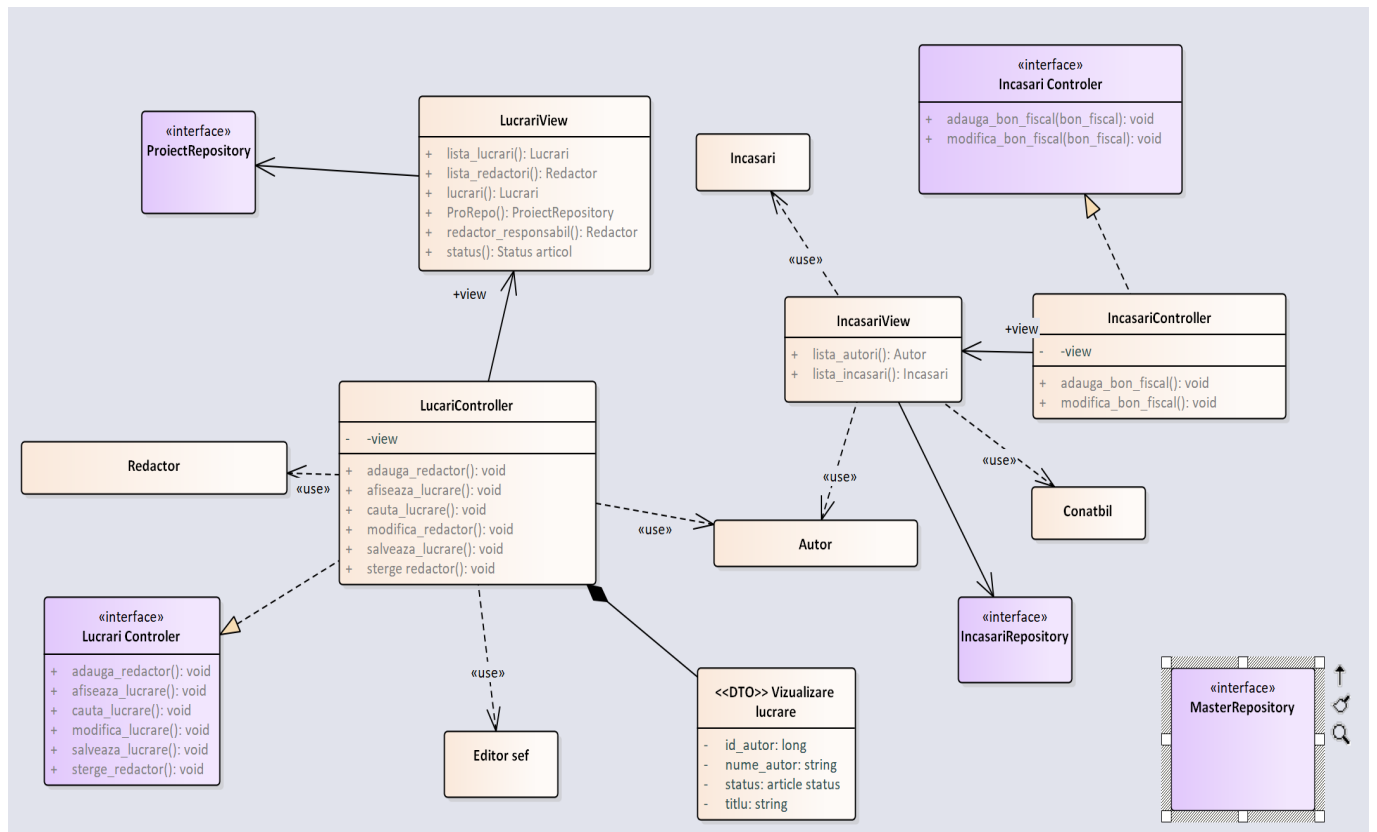 «interface»
ProiectRepository
LucrariView
+ lista_lucrari(): Lucrari
+ lista_redactori(): Redactor
+ lucrari(): Lucrari
+ ProRepo(): ProiectRepository
+ redactor_responsabil(): Redactor
+ status(): Status articol
+view
Incasari
«use»
«interface»
Incasari Controler
+ adauga_bon_fiscal(bon_fiscal): void
+ modifica_bon_fiscal(bon_fiscal): void
IncasariView
+ lista_autori(): Autor
+ lista_incasari(): Incasari
+view
IncasariController
- -view
+ adauga_bon_fiscal(): void
+ modifica_bon_fiscal(): void
LucariController
- -view
+ adauga_redactor(): void
+ afiseaza_lucrare(): void
+ cauta_lucrare(): void
+ modifica_redactor(): void
+ salveaza_lucrare(): void
+ sterge redactor(): void
Redactor
«use»
«use»
«use»
«use»
Conatbil
Autor
«interface»
Lucrari Controler
+ adauga_redactor(): void
+ afiseaza_lucrare(): void
+ cauta_lucrare(): void
+ modifica_lucrare(): void
+ salveaza_lucrare(): void
+ sterge_redactor(): void
«use»
Editor sef
<<DTO>> Vizualizare
lucrare
- id_autor: long
- nume_autor: string
- status: article status
- titlu: string
«interface»
IncasariRepository
«interface»
MasterRepository